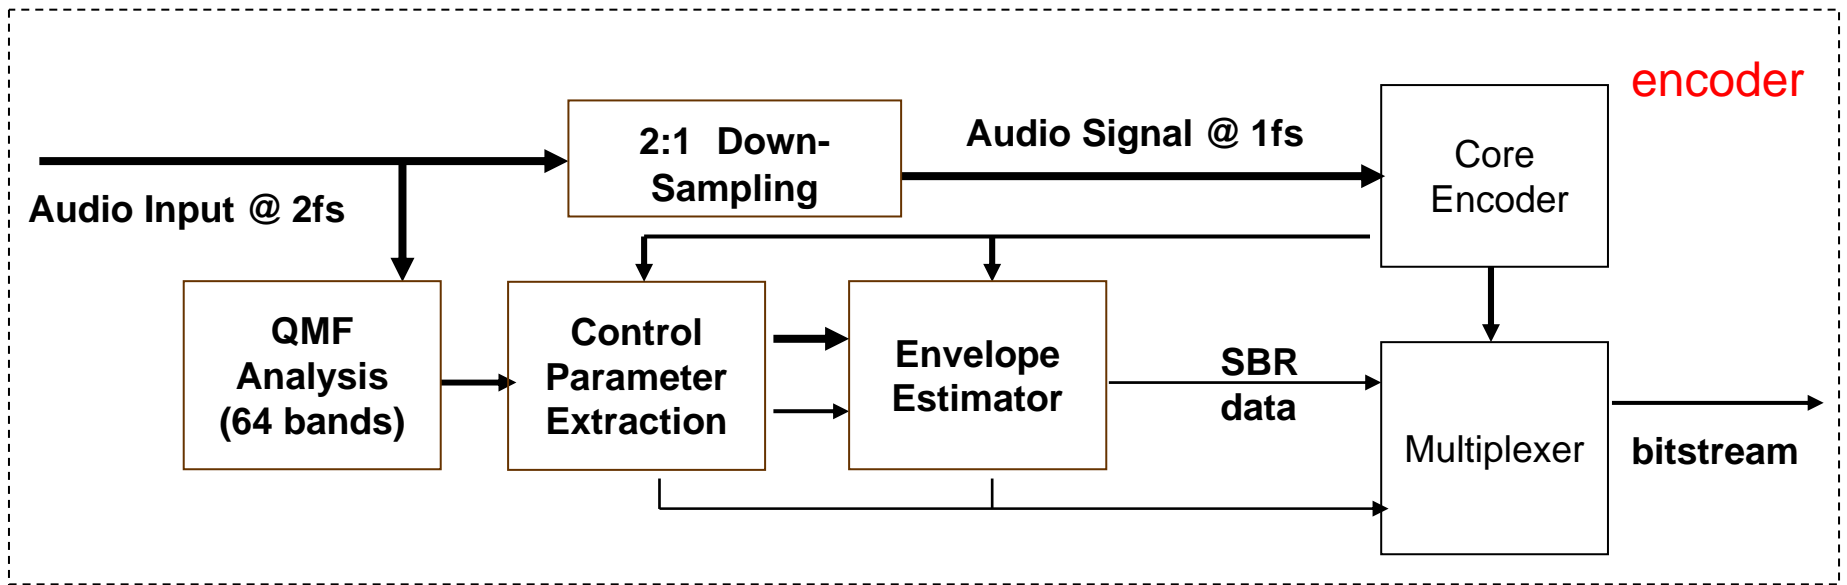 encoder
2:1 Down-
Sampling
Audio Signal @ 1fs
Core
Encoder
Audio Input @ 2fs
QMF
Analysis
(64 bands)
Control
Parameter
Extraction
Envelope
Estimator
SBR
data
Multiplexer
bitstream